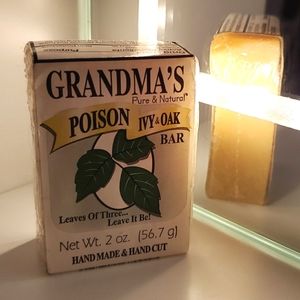 GRANDMA'S
Pure & Natural
POISON IVY & OAK
BAR
Leaves Of Three...
Leave It Be!
Net Wt. 2 oz. (56.7 g)
HAND MADE & HAND CUT